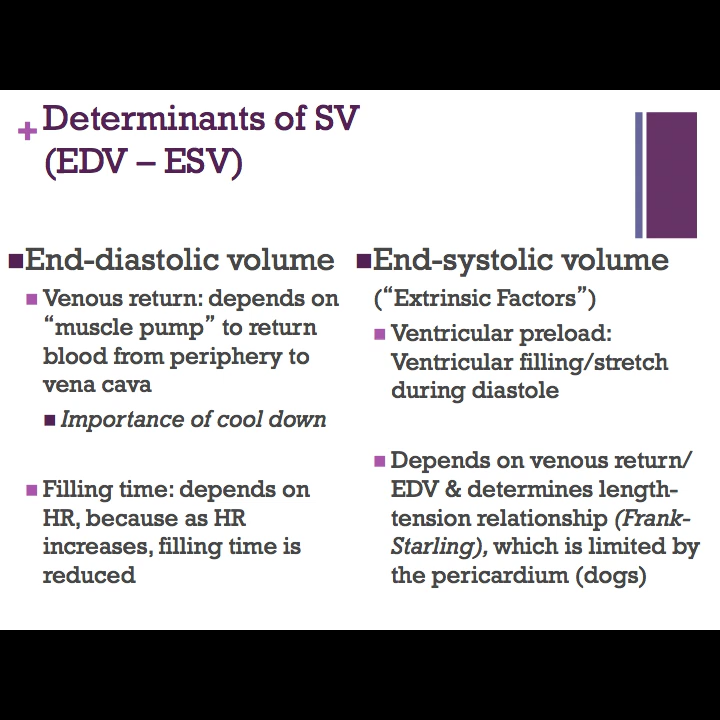 + Determinants of SV
(EDV – ESV)
■End-diastolic volume
■ Venous return: depends on
“muscle pump” to return
blood from periphery to
vena cava
■ Importance of cool down
■ Filling time: depends on
HR, because as HR
increases, filling time is
reduced
■End-systolic volume
(“Extrinsic Factors”)
■ Ventricular preload:
Ventricular filling/stretch
during diastole
■ Depends on venous return/
EDV & determines length-
tension relationship (Frank-
Starling), which is limited by
the pericardium (dogs)